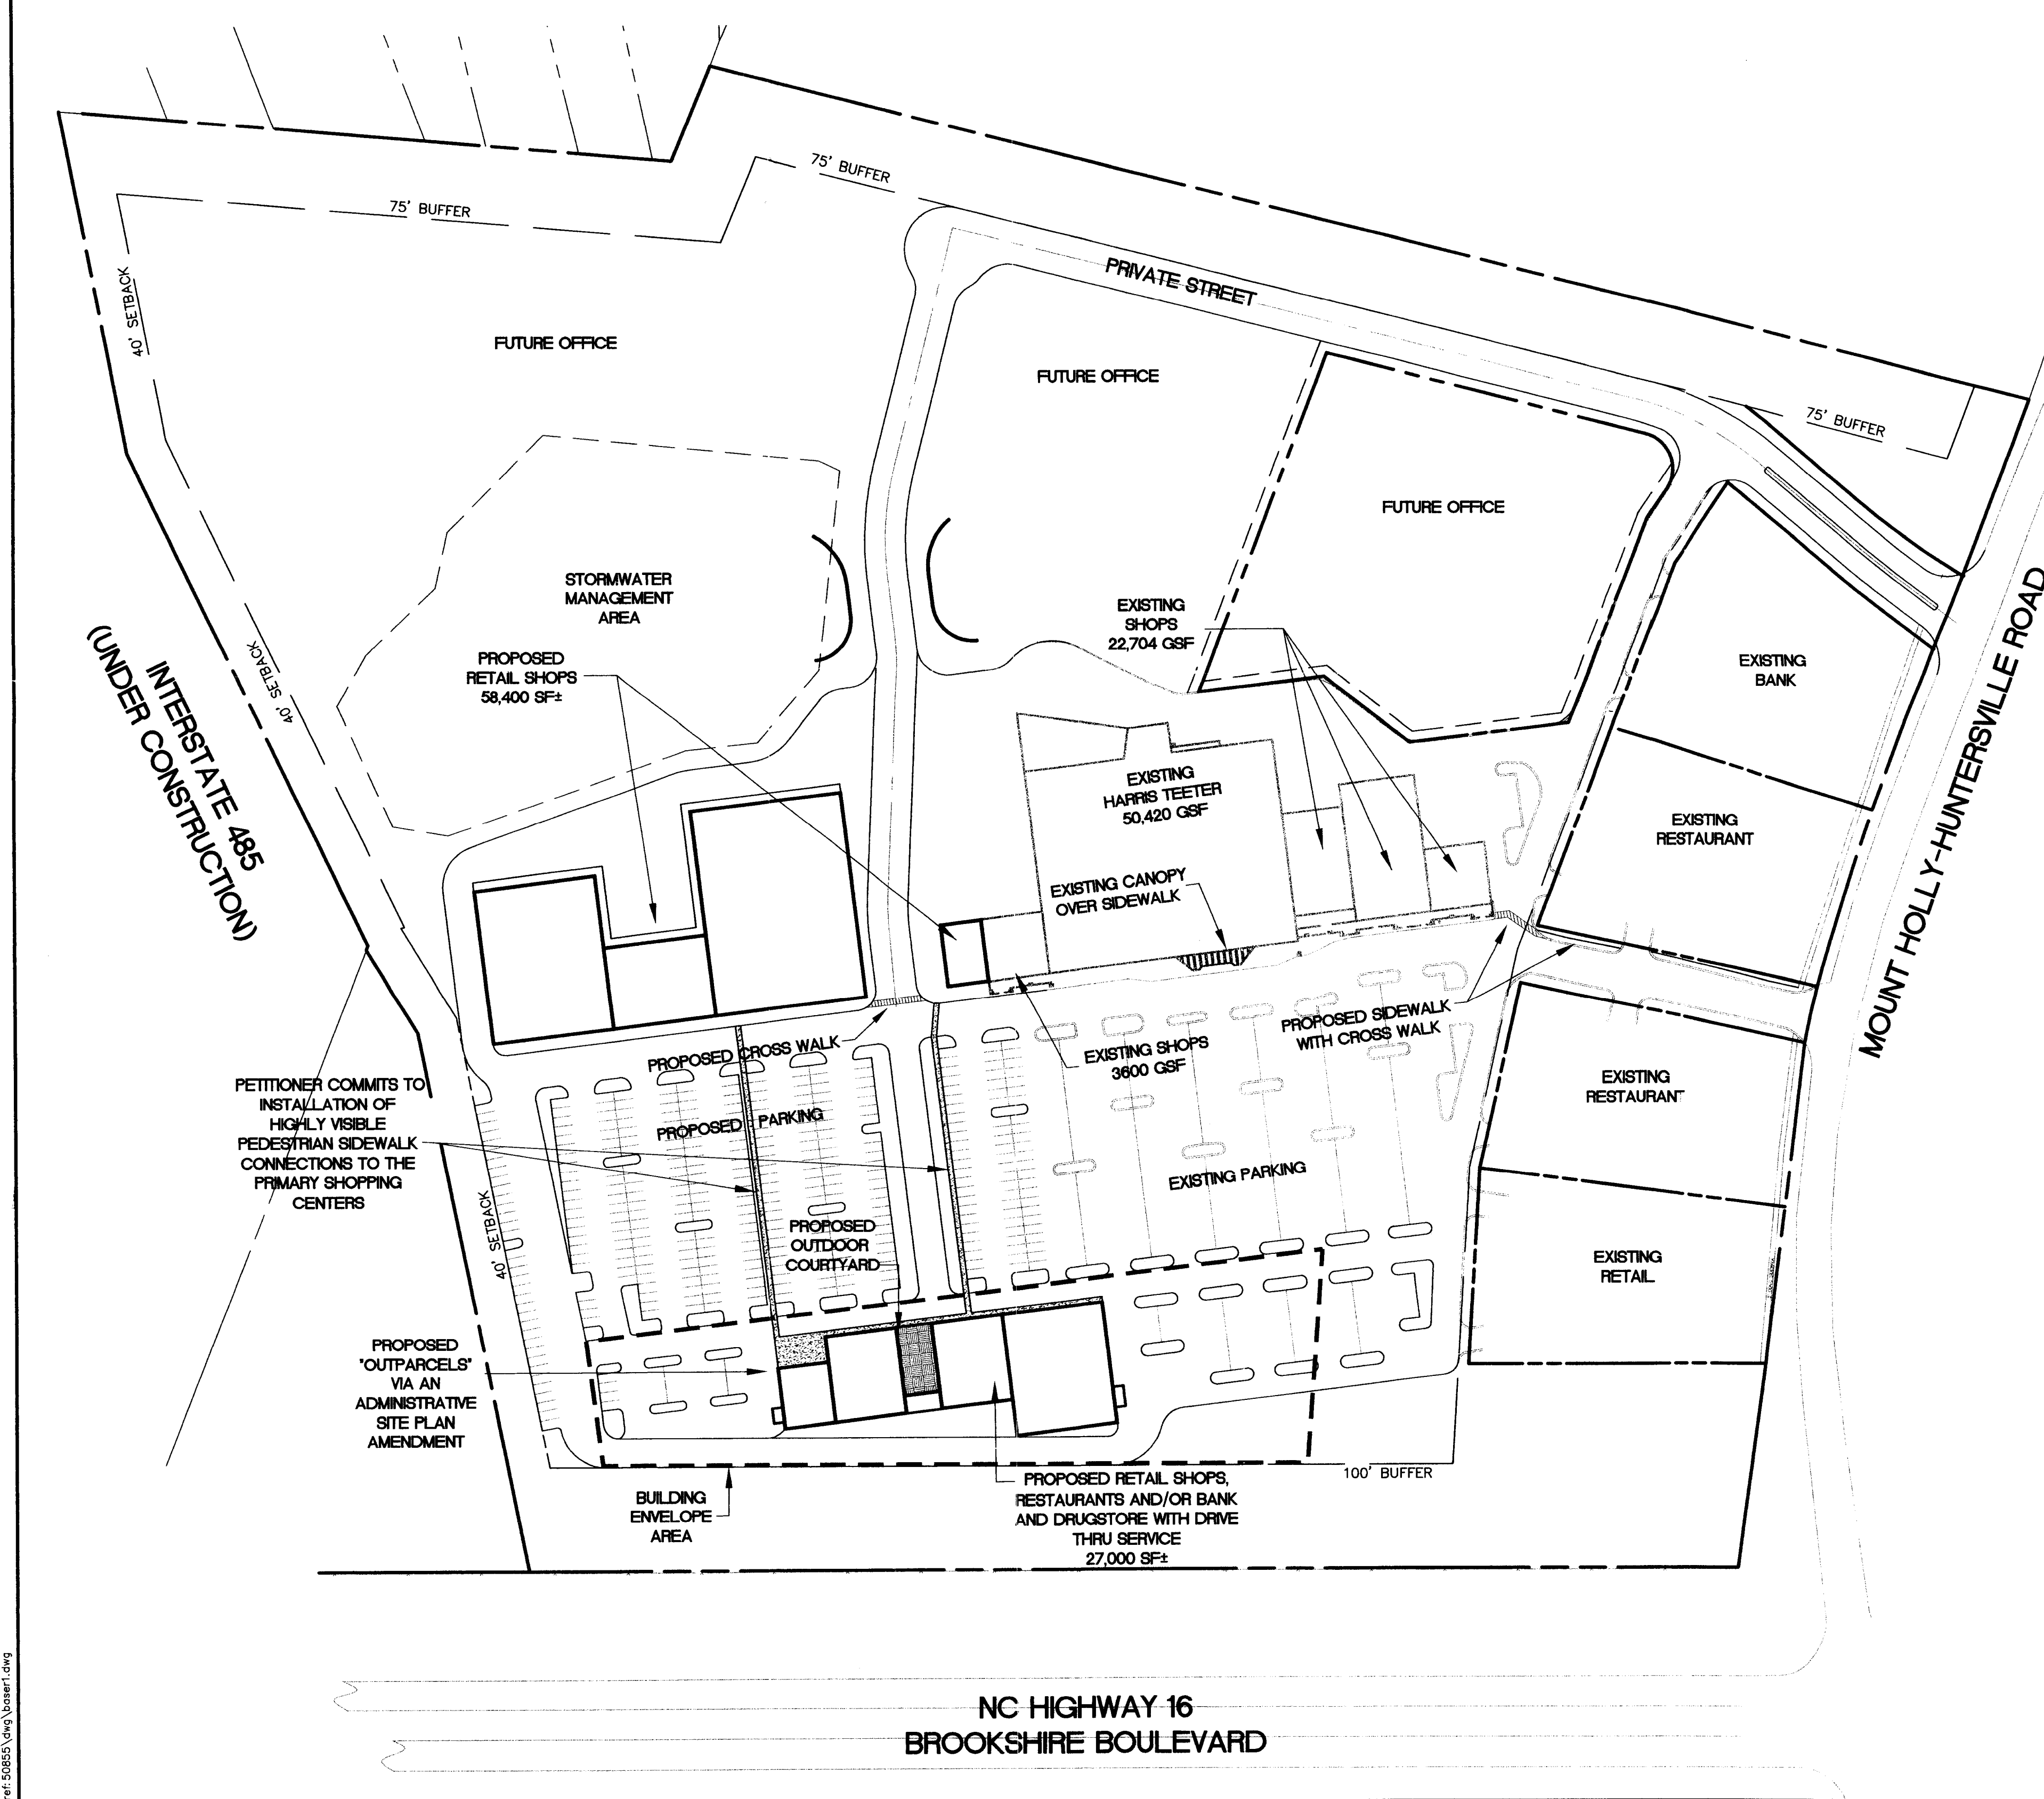 75' BUFFER
75' BUFFER
40' SETBACK
PRIVATE STREET
FUTURE OFFICE
FUTURE OFFICE
75' BUFFER
FUTURE OFFICE
STORMWATER
MANAGEMENT
AREA
EXISTING
SHOPS
22,704 GSF
PROPOSED
RETAIL SHOPS
58,400 SF±
EXISTING
BANK
40' SETBACK
INTERSTATE 485
(UNDER CONSTRUCTION)
MOUNT HOLLY-HUNTERSVILLE ROAD
EXISTING
HARRIS TEETER
50,420 GSF
EXISTING
RESTAURANT
EXISTING CANOPY
OVER SIDEWALK
PROPOSED SIDEWALK
WITH CROSS WALK
PROPOSED CROSS WALK
EXISTING SHOPS
3600 GSF
PETITIONER COMMITS TO
INSTALLATION OF
HIGHLY VISIBLE
PEDESTRIAN SIDEWALK
CONNECTIONS TO THE
PRIMARY SHOPPING
CENTERS
PROPOSED PARKING
EXISTING
RESTAURANT
EXISTING PARKING
40' SETBACK
PROPOSED
OUTDOOR
COURTYARD
EXISTING
RETAIL
PROPOSED
"OUTPARCELS"
VIA AN
ADMINISTRATIVE
SITE PLAN
AMENDMENT
100' BUFFER
BUILDING
ENVELOPE
AREA
PROPOSED RETAIL SHOPS,
RESTAURANTS AND/OR BANK
AND DRUGSTORE WITH DRIVE
THRU SERVICE
27,000 SF±
NC HIGHWAY 16
BROOKSHIRE BOULEVARD
ref: 50855\dwg\baser1.dwg